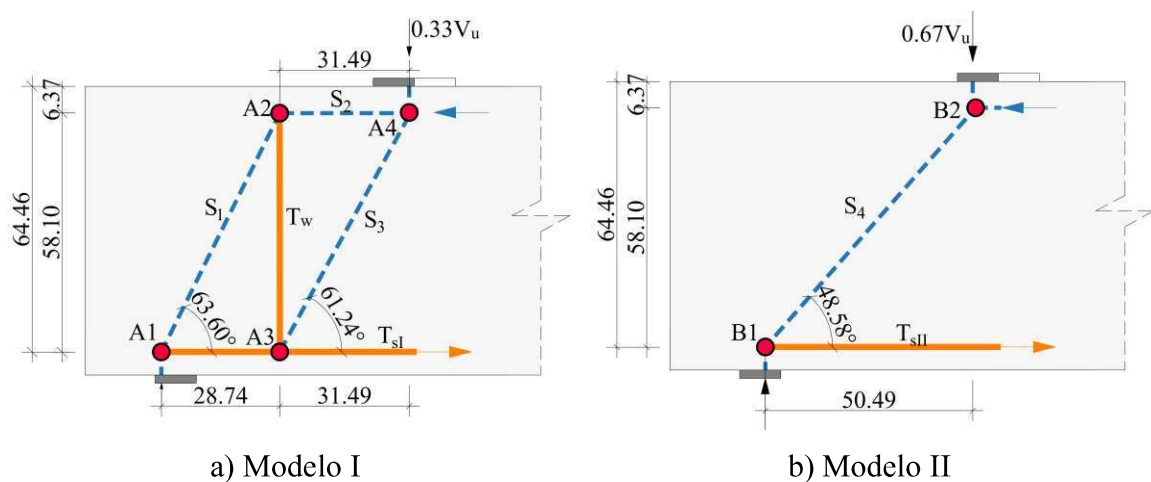 0.33Vu
31.49
6.37
A2
S2
A4
64.46
58.10
S1
Tw
S3
63.60°
61.24°
A1
A3
TsI
28.74
31.49
a) Modelo I
0.67Vu
6.37
B2
64.46
58.10
S4
48.58°
B1
TsII
50.49
b) Modelo II